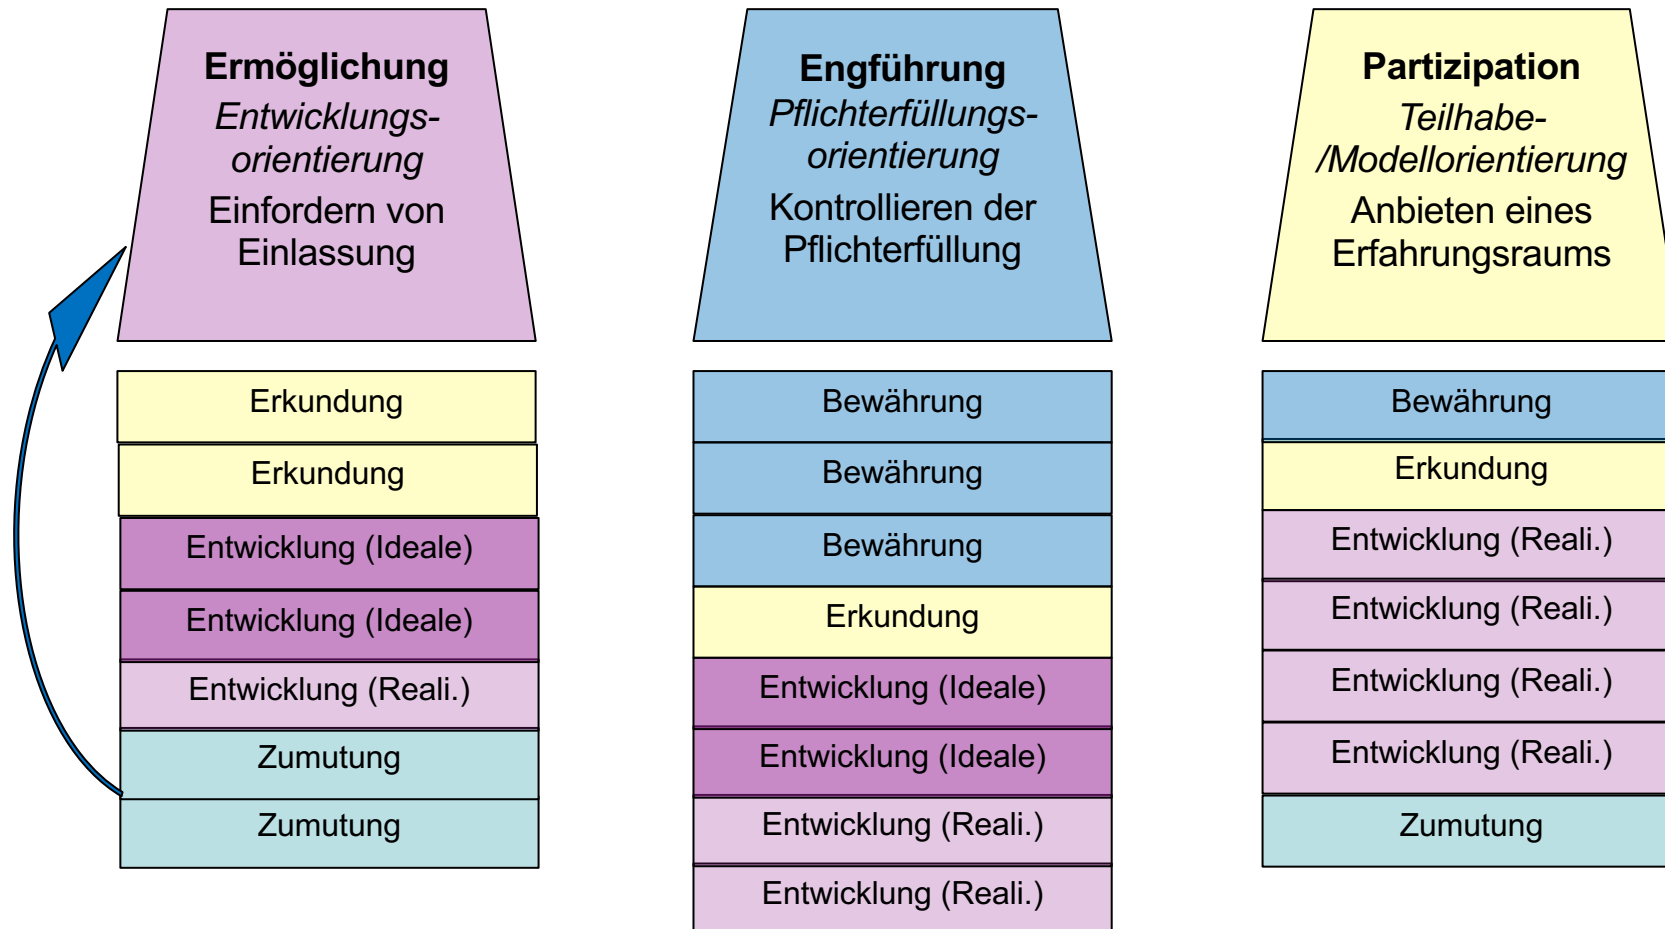 Ermöglichung
Entwicklungs-
orientierung
Einfordern von
Einlassung
Erkundung
Erkundung
Entwicklung (Ideale)
Entwicklung (Ideale)
Entwicklung (Reali.)
Zumutung
Zumutung
Engführung
Pflichterfüllungs-
orientierung
Kontrollieren der
Pflichterfüllung
Bewährung
Bewährung
Bewährung
Erkundung
Entwicklung (Ideale)
Entwicklung (Ideale)
Entwicklung (Reali.)
Entwicklung (Reali.)
Partizipation
Teilhabe-
/Modellorientierung
Anbieten eines
Erfahrungsraums
Bewährung
Erkundung
Entwicklung (Reali.)
Entwicklung (Reali.)
Entwicklung (Reali.)
Entwicklung (Reali.)
Zumutung